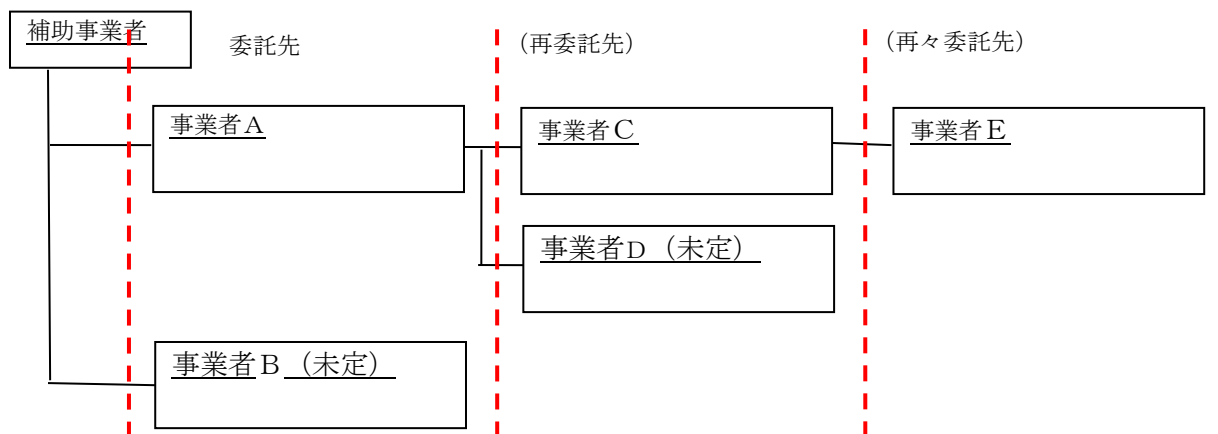 補助事業者
委託先
（再委託先）
（再々委託先）
事業者Ａ
事業者Ｃ
事業者Ｅ
事業者Ｄ（未定）
事業者Ｂ（未定）